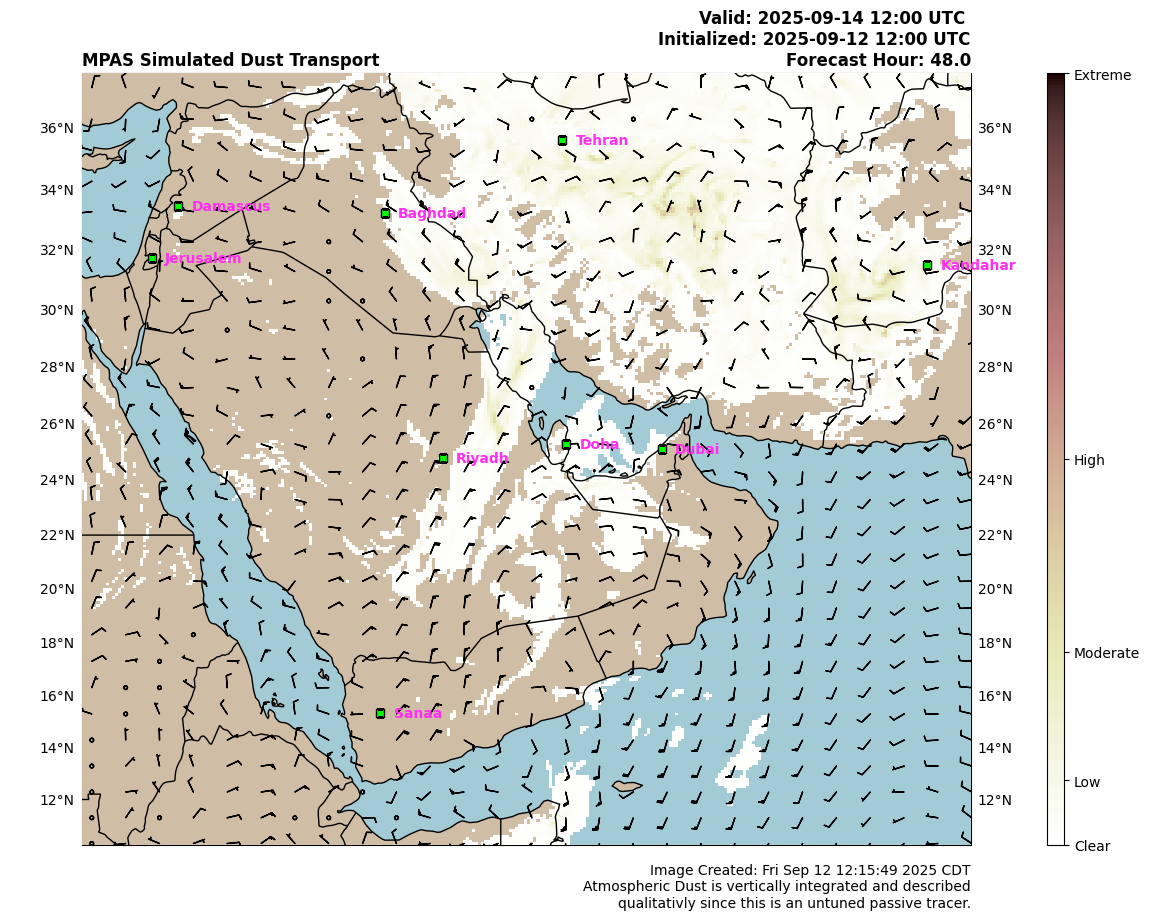 Valid: 2025-09-14 12:00 UTC
Initialized: 2025-09-12 12:00 UTC
MPAS Simulated Dust Transport
Forecast Hour: 48.0
Extreme
36°N
36°N
Tehran
34°N
34°N
Damascus
Baghdad
32°N
32°N
Jerusalem
Kandahar
30°N
30°N
28°N
28°N
26°N
26°N
Doha
Dubai
Riyadh
High
24°N
24°N
22°N
22°N
20°N
20°N
18°N
18°N
Moderate
16°N
16°N
Sanaa
14°N
14°N
Low
12°N
12°N
Clear
Image Created: Fri Sep 12 12:15:49 2025 CDT
Atmospheric Dust is vertically integrated and described
qualitativly since this is an untuned passive tracer.